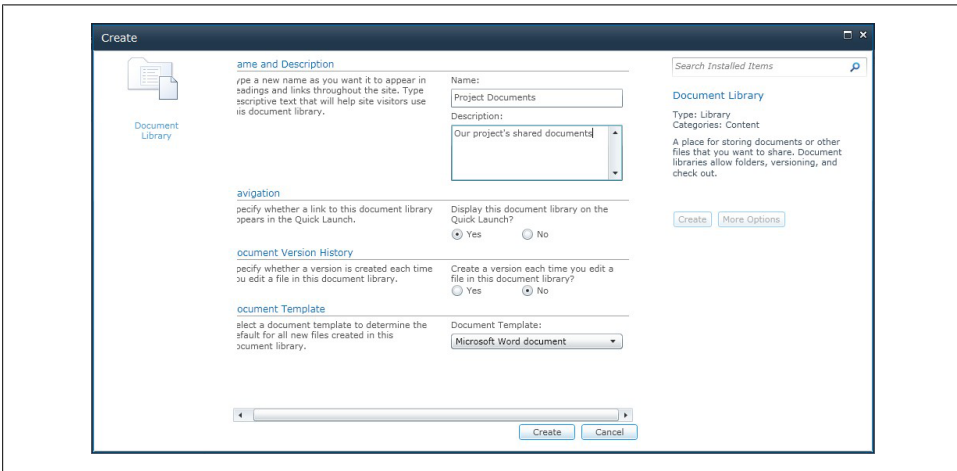 Create
Document
Library
ame and Description
ype a new name as you want it to appear in
eadings and links throughout the site. Type
escriptive text that will help site visitors use
his document library.
Name:
Project Documents
Description:
Our project's shared documents
avigation
pecify whether a link to this document library
ppears in the Quick Launch.
Display this document library on the
Quick Launch?
Yes No
ocument Version History
pecify whether a version is created each time
ou edit a file in this document library.
Create a version each time you edit a
file in this document library?
Yes No
ocument Template
elect a document template to determine the
efault for all new files created in this
ocument library.
Document Template:
Microsoft Word document
Create Cancel
Search Installed Items
Document Library
Type: Library
Categories: Content
A place for storing documents or other
files that you want to share. Document
libraries allow folders, versioning, and
check out.
Create More Options